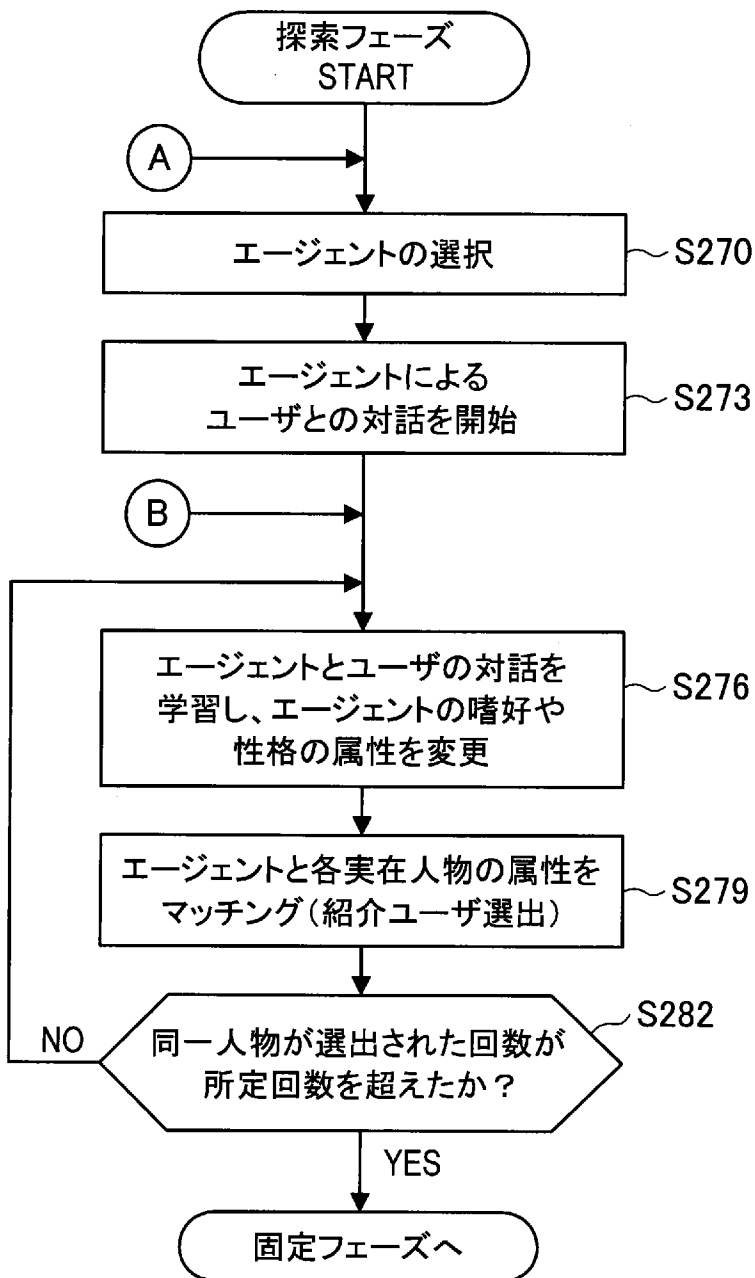 探索フェーズ
START
A
エージェントの選択
S270
エージェントによる
ユーザとの対話を開始
S273
B
エージェントとユーザの対話を
学習し、エージェントの嗜好や
性格の属性を変更
S276
エージェントと各実在人物の属性を
マッチング(紹介ユーザ選出)
S279
同一人物が選出された回数が
所定回数を超えたか?
S282
NO
YES
固定フェーズへ